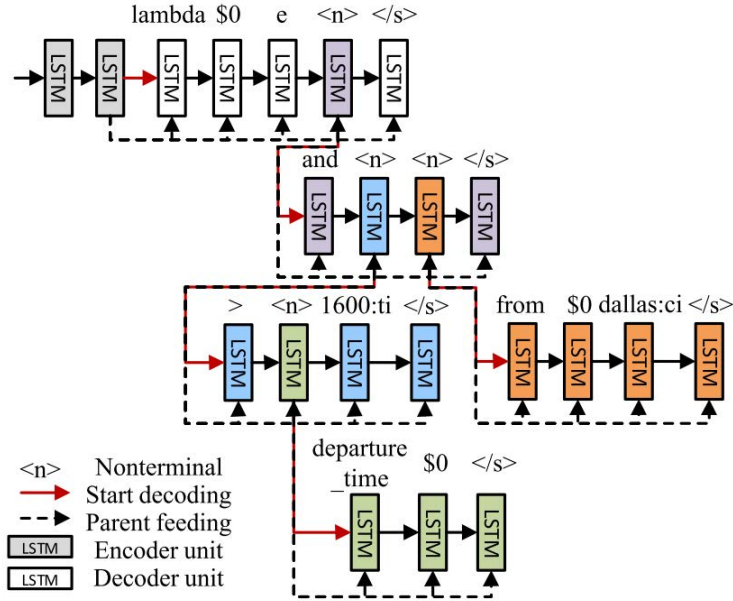 lambda $0 e <n> </s>
LSTM LSTM LSTM LSTM LSTM LSTM LSTM
and <n> <n> </s>
LSTM LSTM LSTM LSTM
> <n> 1600:ti </s>
from $0 dallas:ci </s>
LSTM LSTM LSTM LSTM
LSTM LSTM LSTM LSTM
departure
_time $0 </s>
LSTM LSTM LSTM
<n> Nonterminal
Start decoding
Parent feeding
LSTM Encoder unit
LSTM Decoder unit